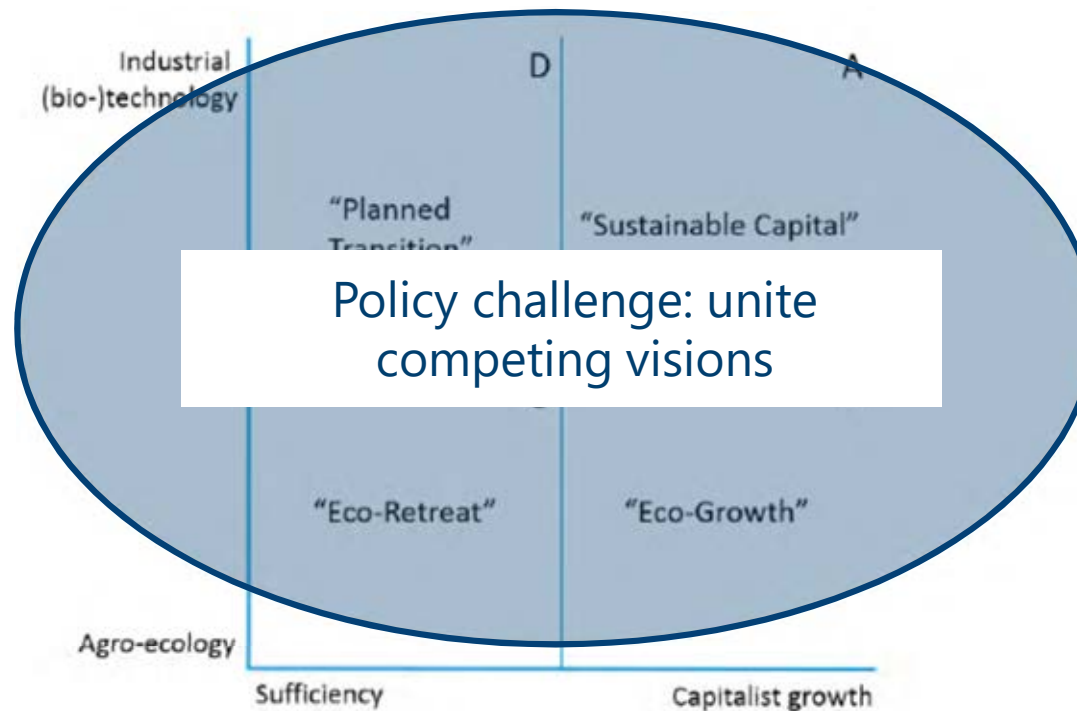 Industrial
(bio-)technology
D
A
"Planned
Transition"
"Sustainable Capital"
Policy challenge: unite
competing visions
"Eco-Retreat"
"Eco-Growth"
Agro-ecology
Sufficiency
Capitalist growth